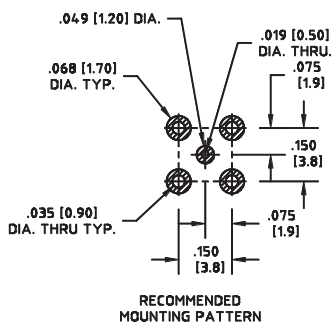 .049 [1.20] DIA.
.019 [0.50]
DIA. THRU.
.068 [1.70]
DIA. TYP.
.075
[1.9]
.150
[3.8]
.035 [0.90]
DIA. THRU TYP.
.075
[1.9]
.150
[3.8]
RECOMMENDED
MOUNTING PATTERN